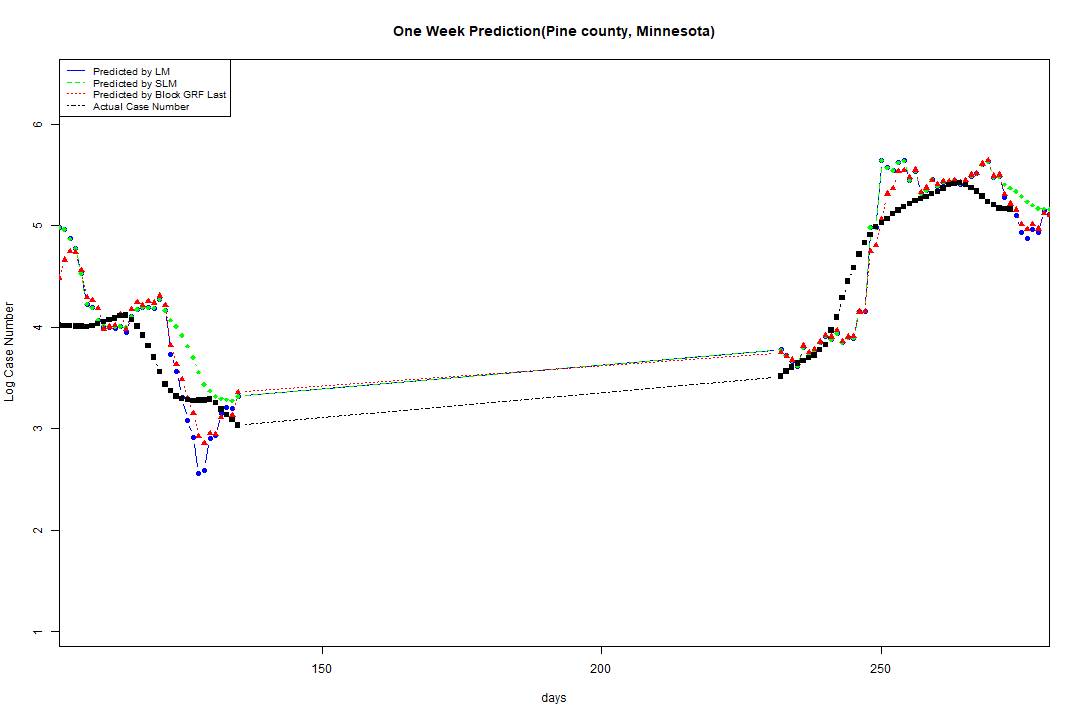 One Week Prediction(Pine county, Minnesota)
Predicted by LM
Predicted by SLM
Predicted by Block GRF Last
Actual Case Number
6
5
4
3
2
1
Log Case Number
150 200 250
days